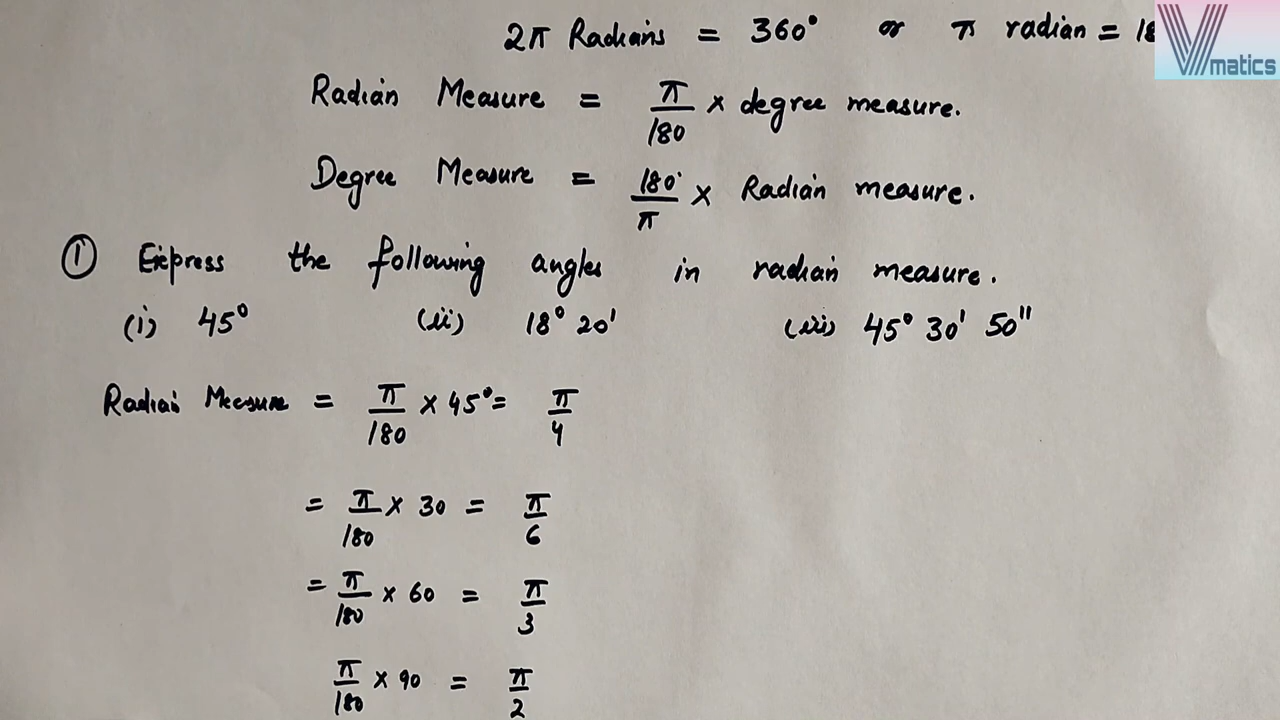 2π Radians = 360° or π radian = 18
Vmatics
Radian Measure = π/180 × degree measure.
Degree Measure = 180°/π × Radian measure.
① Express the following angles in radian measure.
(i) 45° (ii) 18° 20' (iii) 45° 30' 50"
Radian Measure = π/180 × 45° = π/4
= π/180 × 30 = π/6
= π/180 × 60 = π/3
π/180 × 90 = π/2